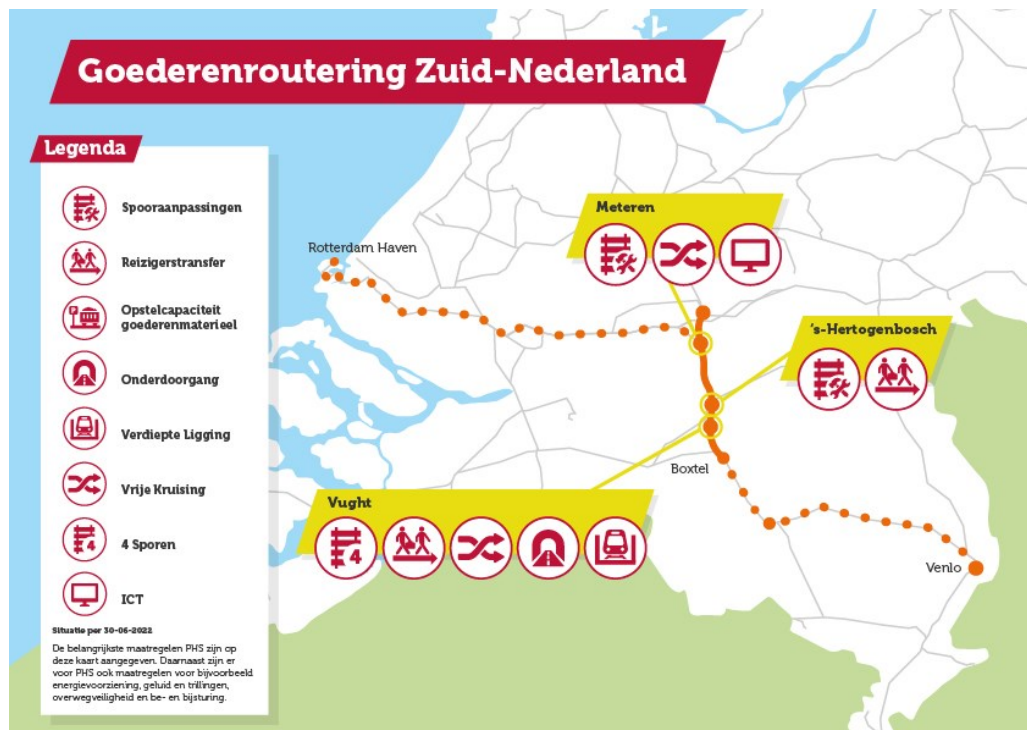 Goederenroutering Zuid-Nederland
Legenda
Spooraanpassingen
Reizigerstransfer
Opstelcapaciteit
goederenmaterieel
Onderdoorgang
Verdiepte Ligging
Vrije Kruising
4
4 Sporen
ICT
Situatie per 30-06-2022
De belangrijkste maatregelen PHS zijn op
deze kaart aangegeven. Daarnaast zijn er
voor PHS ook maatregelen voor bijvoorbeeld
energievoorziening, geluid en trillingen,
overwegveiligheid en be- en bijsturing.
Rotterdam Haven
Meteren
's-Hertogenbosch
Boxtel
Vught
4
Venlo
P